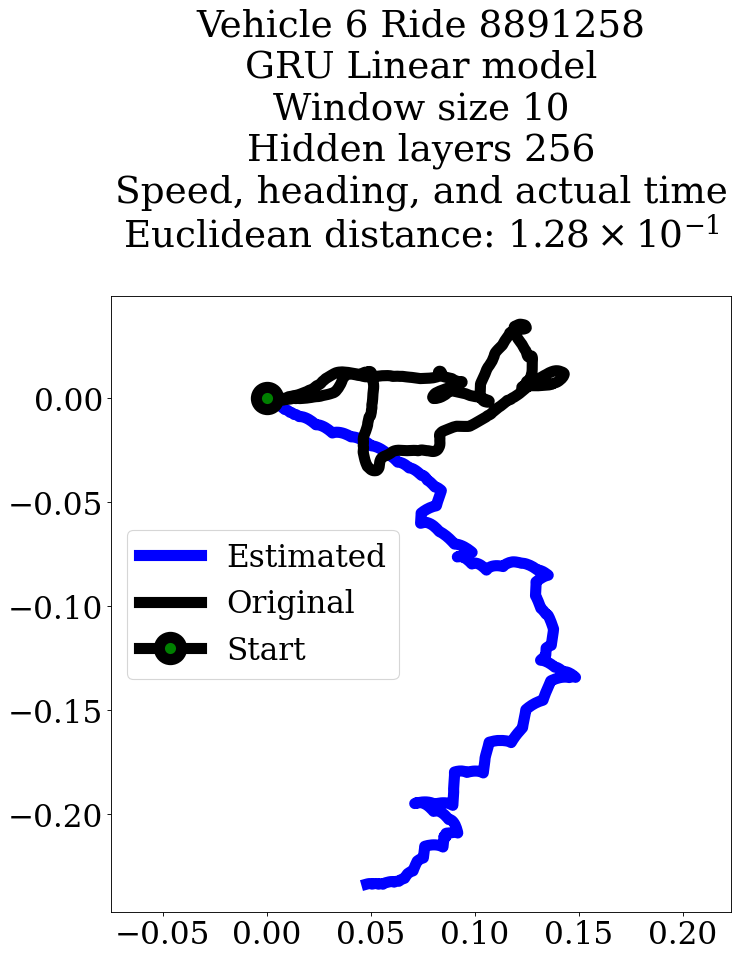 Vehicle 6 Ride 8891258
GRU Linear model
Window size 10
Hidden layers 256
Speed, heading, and actual time
Euclidean distance: 1.28 × 10⁻¹
0.00
−0.05
−0.10
−0.15
−0.20
Estimated
Original
Start
−0.05 0.00 0.05 0.10 0.15 0.20